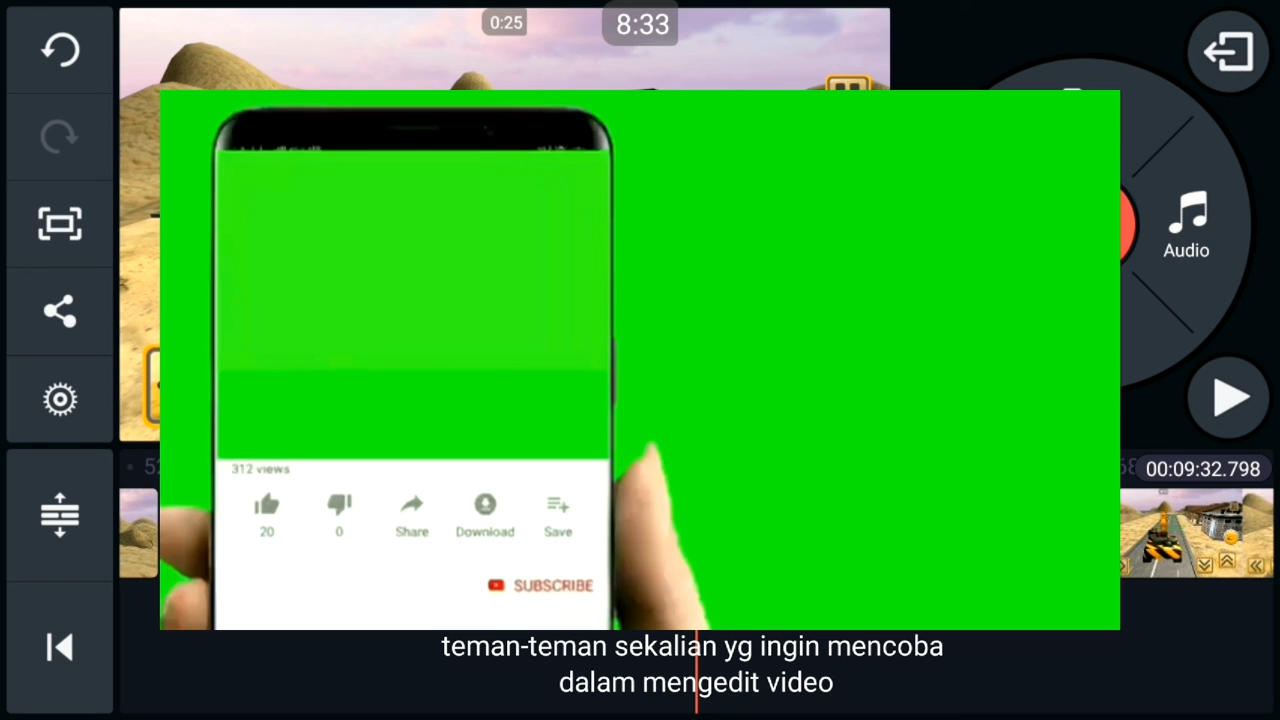 0:25
8:33
Audio
00:09:32.798
312 views
20
0
Share
Download
Save
SUBSCRIBE
teman-teman sekalian yg ingin mencoba
dalam mengedit video